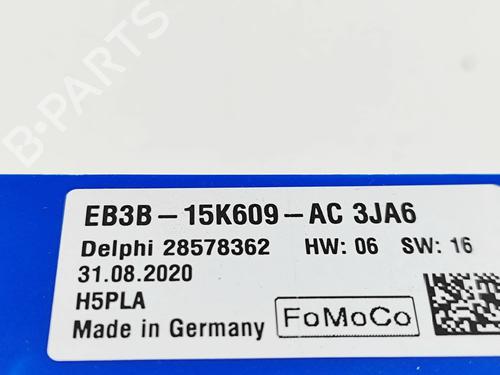 B-PARTS
EB3B-15K609-AC 3JA6
Delphi 28578362 HW: 06 SW: 16
31.08.2020
H5PLA
Made in Germany
FoMoCo